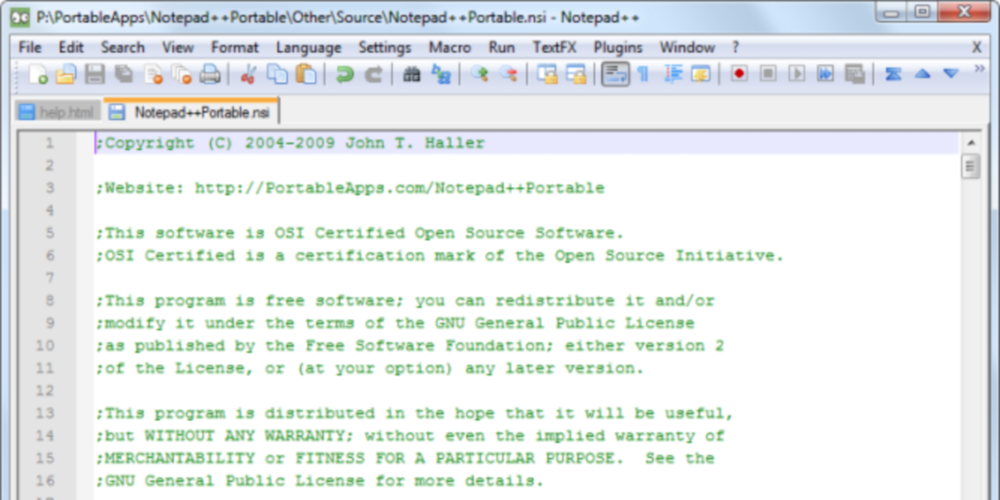 P:\PortableApps\Notepad++Portable\Other\Source\Notepad++Portable.nsi - Notepad++
File Edit Search View Format Language Settings Macro Run TextFX Plugins Window ? X
help.html Notepad++Portable.nsi
1 ;Copyright (C) 2004-2009 John T. Haller
2
3 ;Website: http://PortableApps.com/Notepad++Portable
4
5 ;This software is OSI Certified Open Source Software.
6 ;OSI Certified is a certification mark of the Open Source Initiative.
7
8 ;This program is free software; you can redistribute it and/or
9 ;modify it under the terms of the GNU General Public License
10 ;as published by the Free Software Foundation; either version 2
11 ;of the License, or (at your option) any later version.
12
13 ;This program is distributed in the hope that it will be useful,
14 ;but WITHOUT ANY WARRANTY; without even the implied warranty of
15 ;MERCHANTABILITY or FITNESS FOR A PARTICULAR PURPOSE.  See the
16 ;GNU General Public License for more details.